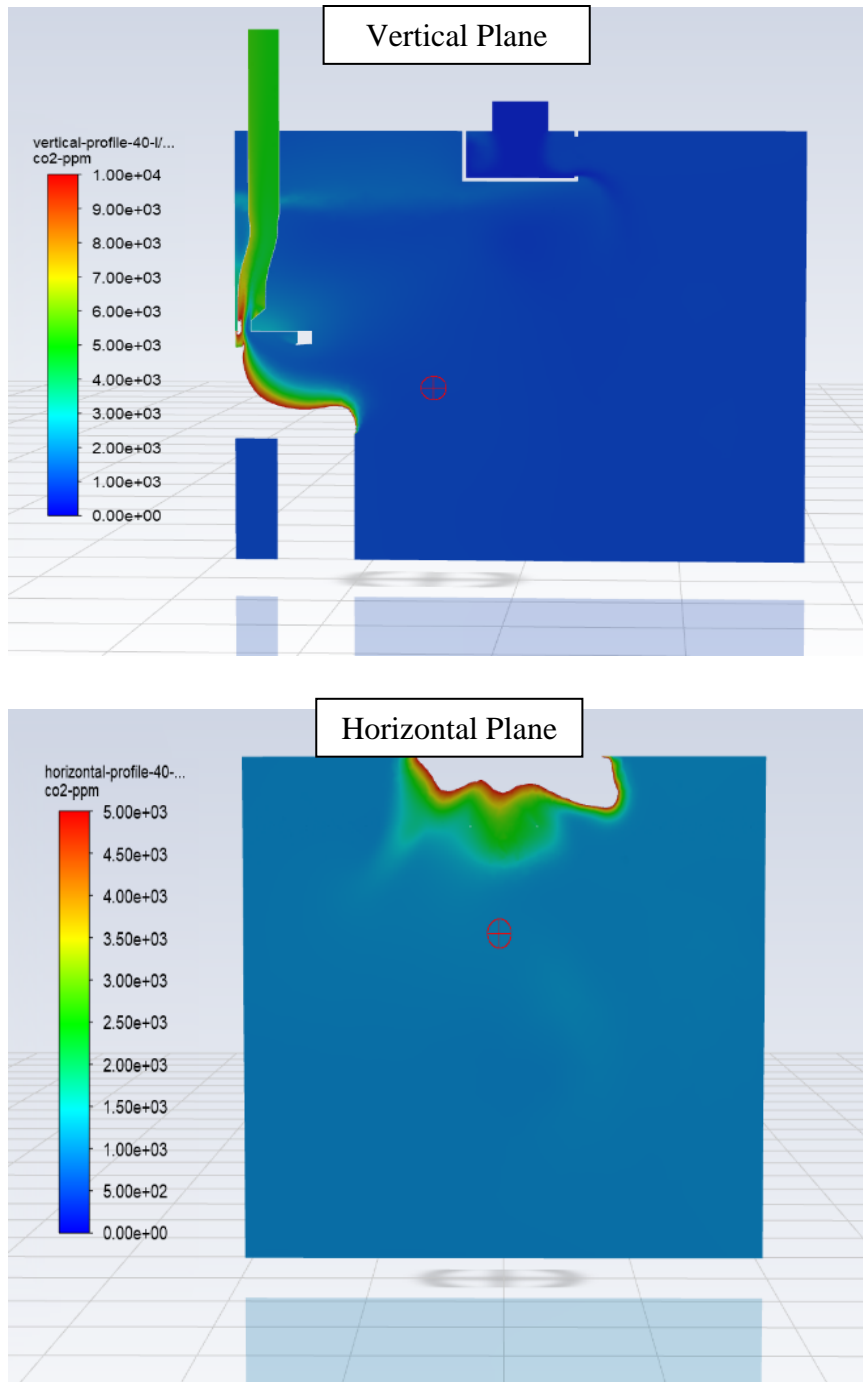 Vertical Plane
vertical-profile-40-l/...
co2-ppm
1.00e+04
9.00e+03
8.00e+03
7.00e+03
6.00e+03
5.00e+03
4.00e+03
3.00e+03
2.00e+03
1.00e+03
0.00e+00
Horizontal Plane
horizontal-profile-40-...
co2-ppm
5.00e+03
4.50e+03
4.00e+03
3.50e+03
3.00e+03
2.50e+03
2.00e+03
1.50e+03
1.00e+03
5.00e+02
0.00e+00